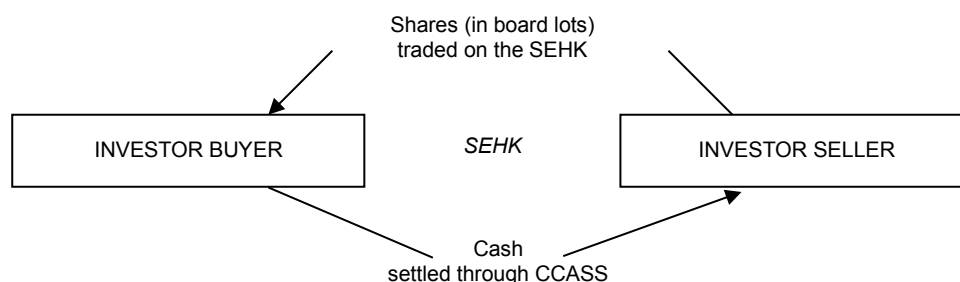 Shares (in board lots)
traded on the SEHK
INVESTOR BUYER
SEHK
INVESTOR SELLER
Cash
settled through CCASS